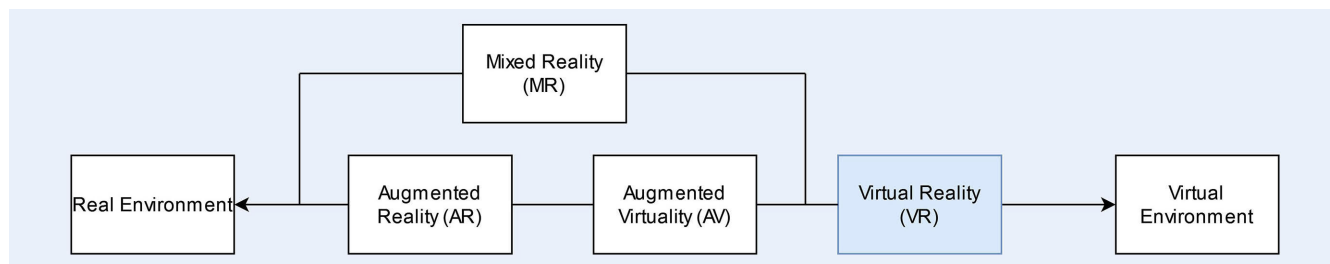 Mixed Reality
(MR)
Real Environment
Augmented
Reality (AR)
Augmented
Virtuality (AV)
Virtual Reality
(VR)
Virtual
Environment